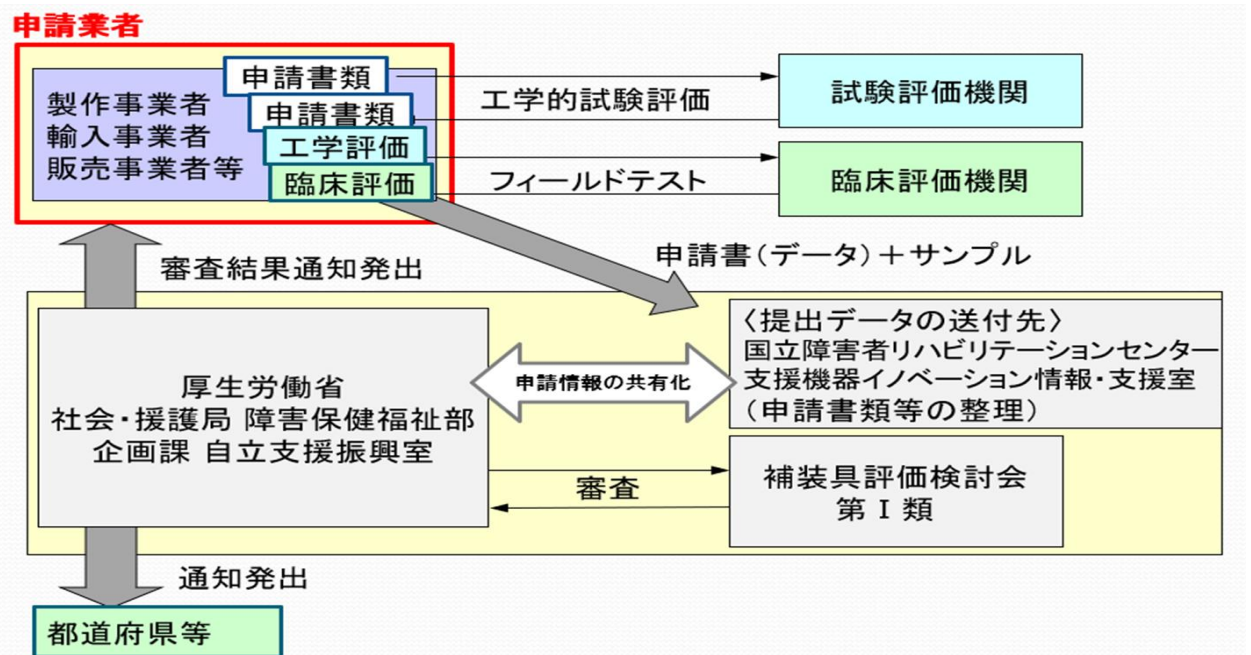 申請業者
製作事業者
輸入事業者
販売事業者等
申請書類
申請書類
工学評価
臨床評価
工学的試験評価
フィールドテスト
試験評価機関
臨床評価機関
申請書(データ)+サンプル
審査結果通知発出
厚生労働省
社会・援護局 障害保健福祉部
企画課 自立支援振興室
申請情報の共有化
〈提出データの送付先〉
国立障害者リハビリテーションセンター
支援機器イノベーション情報・支援室
(申請書類等の整理)
審査
補装具評価検討会
第Ⅰ類
通知発出
都道府県等